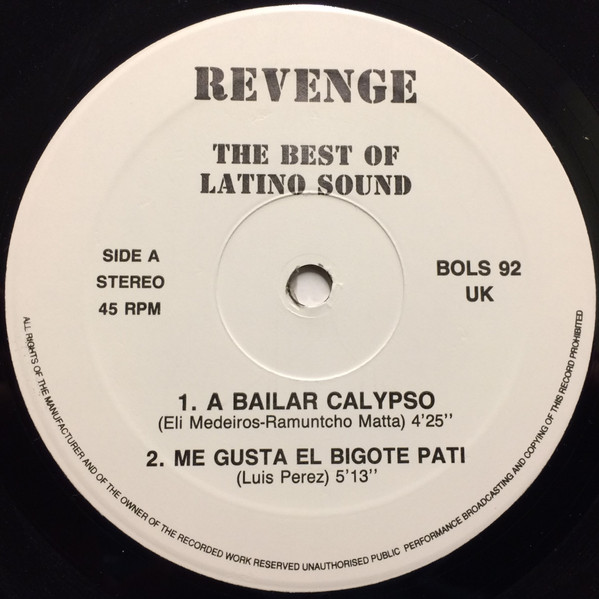 REVENGE
THE BEST OF
LATINO SOUND
SIDE A
STEREO
45 RPM
BOLS 92
UK
1. A BAILAR CALYPSO
(Eli Medeiros-Ramuntcho Matta) 4'25''
2. ME GUSTA EL BIGOTE PATI
(Luis Perez) 5'13''
ALL RIGHTS OF THE MANUFACTURER AND OF THE OWNER OF THE RECORDED WORK RESERVED UNAUTHORISED PUBLIC PERFORMANCE BROADCASTING AND COPYING OF THIS RECORD PROHIBITED